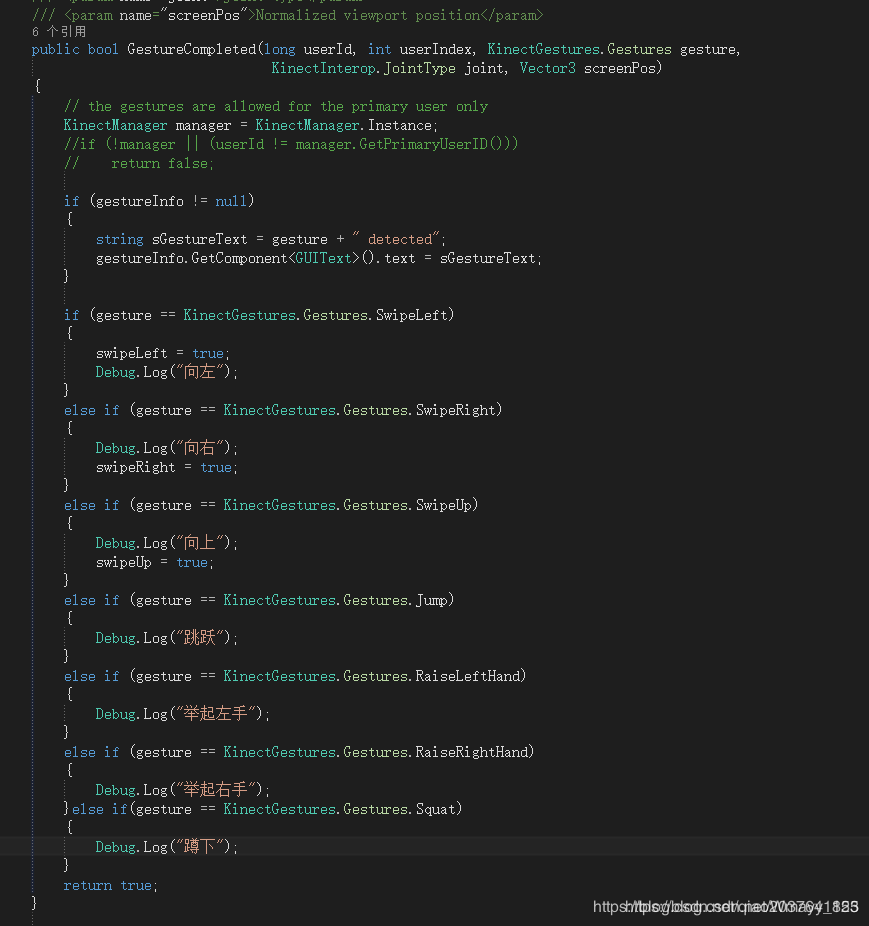 /// <param name="screenPos">Normalized viewport position</param>
6 个引用
public bool GestureCompleted(long userId, int userIndex, KinectGestures.Gestures gesture,
KinectInterop.JointType joint, Vector3 screenPos)
{
// the gestures are allowed for the primary user only
KinectManager manager = KinectManager.Instance;
//if (!manager || (userId != manager.GetPrimaryUserID()))
//    return false;
if (gestureInfo != null)
{
string sGestureText = gesture + " detected";
gestureInfo.GetComponent<GUIText>().text = sGestureText;
}
if (gesture == KinectGestures.Gestures.SwipeLeft)
{
swipeLeft = true;
Debug.Log("向左");
}
else if (gesture == KinectGestures.Gestures.SwipeRight)
{
Debug.Log("向右");
swipeRight = true;
}
else if (gesture == KinectGestures.Gestures.SwipeUp)
{
Debug.Log("向上");
swipeUp = true;
}
else if (gesture == KinectGestures.Gestures.Jump)
{
Debug.Log("跳跃");
}
else if (gesture == KinectGestures.Gestures.RaiseLeftHand)
{
Debug.Log("举起左手");
}
else if (gesture == KinectGestures.Gestures.RaiseRightHand)
{
Debug.Log("举起右手");
}else if(gesture == KinectGestures.Gestures.Squat)
{
Debug.Log("蹲下");
}
return true;
}